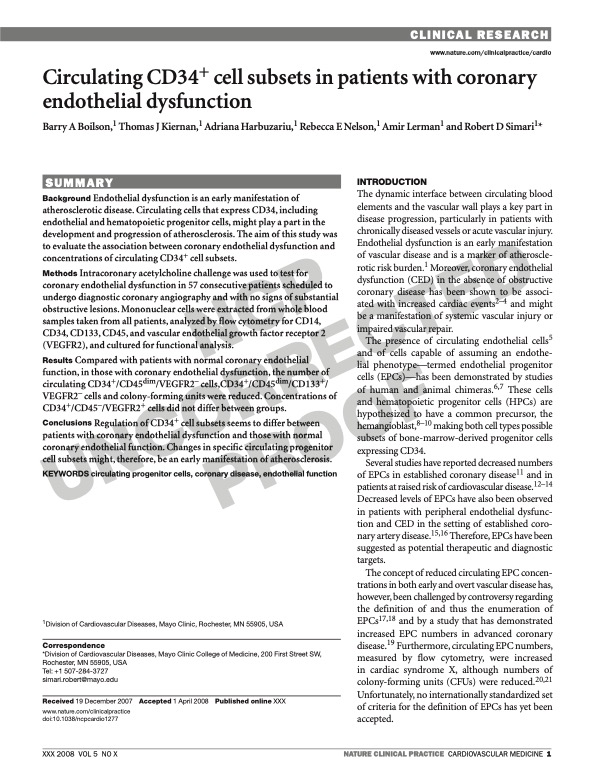 CLINICAL RESEARCH
www.nature.com/clinicalpractice/cardio
Circulating CD34+ cell subsets in patients with coronary
endothelial dysfunction
Barry A Boilson,1 Thomas J Kiernan,1 Adriana Harbuzariu,1 Rebecca E Nelson,1 Amir Lerman1 and Robert D Simari1*
SUMMARY
Background Endothelial dysfunction is an early manifestation of
atherosclerotic disease. Circulating cells that express CD34, including
endothelial and hematopoietic progenitor cells, might play a part in the
development and progression of atherosclerosis. The aim of this study was
to evaluate the association between coronary endothelial dysfunction and
concentrations of circulating CD34+ cell subsets.
Methods Intracoronary acetylcholine challenge was used to test for
coronary endothelial dysfunction in 57 consecutive patients scheduled to
undergo diagnostic coronary angiography and with no signs of substantial
obstructive lesions. Mononuclear cells were extracted from whole blood
samples taken from all patients, analyzed by flow cytometry for CD14,
CD34, CD133, CD45, and vascular endothelial growth factor receptor 2
(VEGFR2), and cultured for functional analysis.
Results Compared with patients with normal coronary endothelial
function, in those with coronary endothelial dysfunction, the number of
circulating CD34+/CD45dim/VEGFR2– cells,CD34+/CD45dim/CD133+/
VEGFR2– cells and colony-forming units were reduced. Concentrations of
CD34+/CD45–/VEGFR2+ cells did not differ between groups.
Conclusions Regulation of CD34+ cell subsets seems to differ between
patients with coronary endothelial dysfunction and those with normal
coronary endothelial function. Changes in specific circulating progenitor
cell subsets might, therefore, be an early manifestation of atherosclerosis.
KEYWORDS circulating progenitor cells, coronary disease, endothelial function
1Division of Cardiovascular Diseases, Mayo Clinic, Rochester, MN 55905, USA
Correspondence
*Division of Cardiovascular Diseases, Mayo Clinic College of Medicine, 200 First Street SW,
Rochester, MN 55905, USA
Tel: +1 507-284-3727
simari.robert@mayo.edu
Received 19 December 2007 Accepted 1 April 2008 Published online XXX
www.nature.com/clinicalpractice
doi:10.1038/ncpcardio1277
INTRODUCTION
The dynamic interface between circulating blood
elements and the vascular wall plays a key part in
disease progression, particularly in patients with
chronically diseased vessels or acute vascular injury.
Endothelial dysfunction is an early manifestation
of vascular disease and is a marker of atheroscle-
rotic risk burden.1 Moreover, coronary endothelial
dysfunction (CED) in the absence of obstructive
coronary disease has been shown to be associ-
ated with increased cardiac events2–4 and might
be a manifestation of systemic vascular injury or
impaired vascular repair.
The presence of circulating endothelial cells5
and of cells capable of assuming an endothe-
lial phenotype—termed endothelial progenitor
cells (EPCs)—has been demonstrated by studies
of human and animal chimeras.6,7 These cells
and hematopoietic progenitor cells (HPCs) are
hypothesized to have a common precursor, the
hemangioblast,8–10 making both cell types possible
subsets of bone-marrow-derived progenitor cells
expressing CD34.
Several studies have reported decreased numbers
of EPCs in established coronary disease11 and in
patients at raised risk of cardiovascular disease.12–14
Decreased levels of EPCs have also been observed
in patients with peripheral endothelial dysfunc-
tion and CED in the setting of established coro-
nary artery disease.15,16 Therefore, EPCs have been
suggested as potential therapeutic and diagnostic
targets.
The concept of reduced circulating EPC concen-
trations in both early and overt vascular disease has,
however, been challenged by controversy regarding
the definition of and thus the enumeration of
EPCs17,18 and by a study that has demonstrated
increased EPC numbers in advanced coronary
disease.19 Furthermore, circulating EPC numbers,
measured by flow cytometry, were increased
in cardiac syndrome X, although numbers of
colony-forming units (CFUs) were reduced.20,21
Unfortunately, no internationally standardized set
of criteria for the definition of EPCs has yet been
accepted.
XXX 2008 VOL 5 NO X
NATURE CLINICAL PRACTICE CARDIOVASCULAR MEDICINE 1
NCP
UNCORRECTED
PROOF